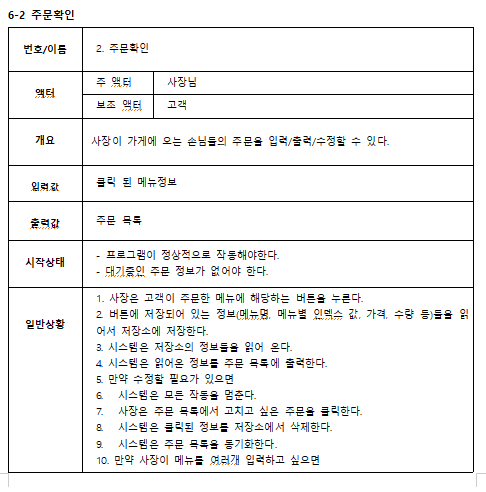 6-2 주문확인
번호/이름 2. 주문확인
액터 주 액터 사장님
보조 액터 고객
개요 사장이 가게에 오는 손님들의 주문을 입력/출력/수정할 수 있다.
입력값 클릭 된 메뉴정보
출력값 주문 목록
시작상태 - 프로그램이 정상적으로 작동해야한다.
- 대기중인 주문 정보가 없어야 한다.
일반상황 1. 사장은 고객이 주문한 메뉴에 해당하는 버튼을 누른다.
2. 버튼에 저장되어 있는 정보(메뉴명, 메뉴별 인덱스 값, 가격, 수량 등)들을 읽
어서 저장소에 저장한다.
3. 시스템은 저장소의 정보들을 읽어 온다.
4. 시스템은 읽어온 정보를 주문 목록에 출력한다.
5. 만약 수정할 필요가 있으면
6. 시스템은 모든 작동을 멈춘다.
7. 사장은 주문 목록에서 고치고 싶은 주문을 클릭한다.
8. 시스템은 클릭된 정보를 저장소에서 삭제한다.
9. 시스템은 주문 목록을 동기화한다.
10. 만약 사장이 메뉴를 여러개 입력하고 싶으면